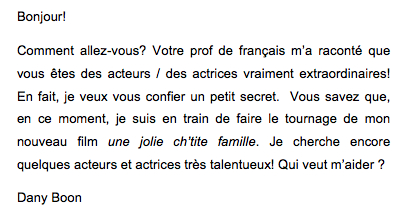 Bonjour!
Comment allez-vous? Votre prof de français m'a raconté que
vous êtes des acteurs / des actrices vraiment extraordinaires!
En fait, je veux vous confier un petit secret.  Vous savez que,
en ce moment, je suis en train de faire le tournage de mon
nouveau film une jolie ch'tite famille. Je cherche encore
quelques acteurs et actrices très talentueux! Qui veut m'aider ?
Dany Boon